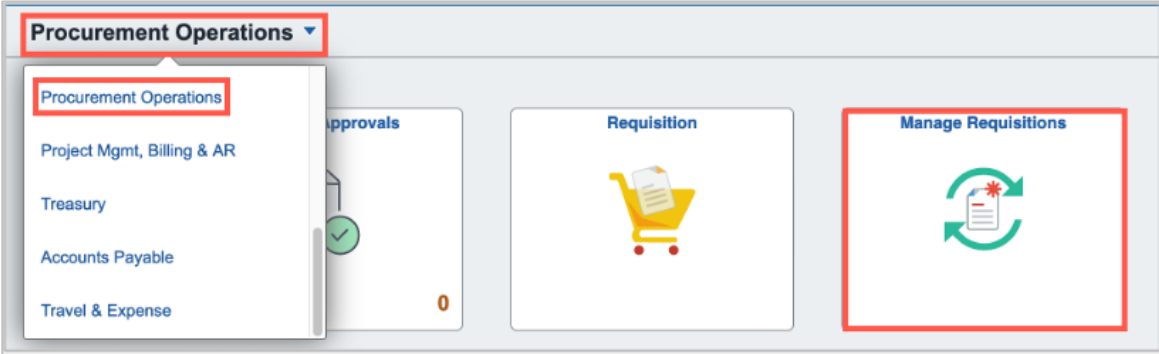 Procurement Operations
Procurement Operations
Project Mgmt, Billing & AR
Treasury
Accounts Payable
Travel & Expense
Approvals
0
Requisition
Manage Requisitions